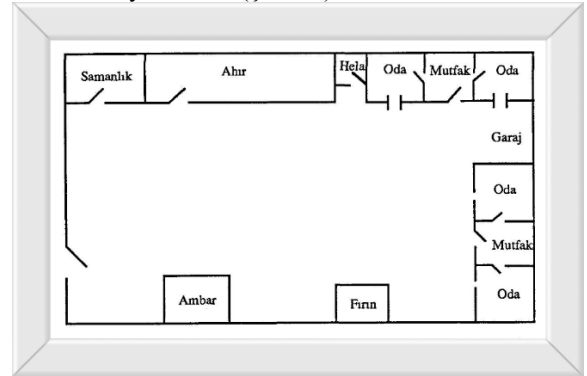 Samanlık Ahır Hela Oda Mutfak Oda
Garaj
Oda
Mutfak
Oda
Ambar Fırın